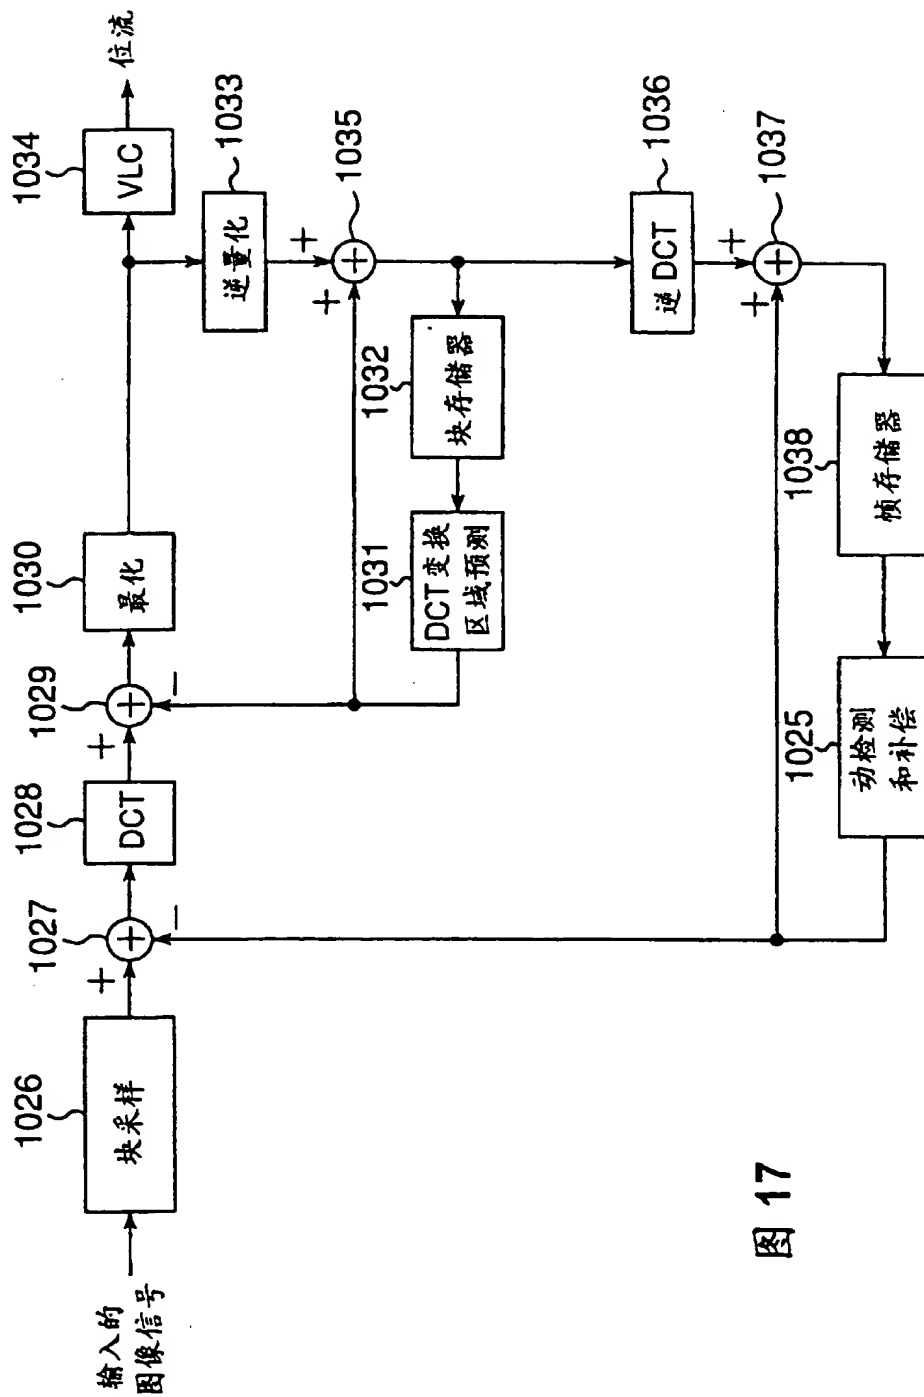 输入的
图像信号
1026
块采样
+
1027
+
−
1028
DCT
+
1029
+
−
1030
最化
1034
VLC
位流
1033
逆量化
+
1035
+
+
1032
块存储器
1031
DCT变换
区域预测
1036
逆DCT
+
1037
+
+
1038
帧存储器
1025
动检测
和补偿
图 17